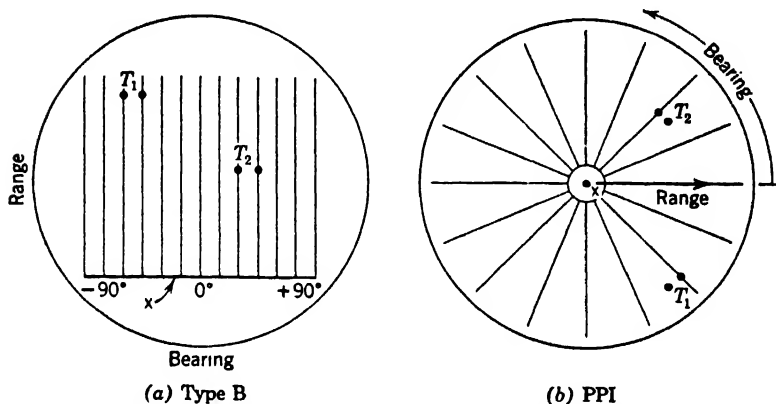 Range
T₁
T₂
−90° 0° +90°
x
Bearing
(a) Type B
Bearing
T₂
x
Range
T₁
(b) PPI